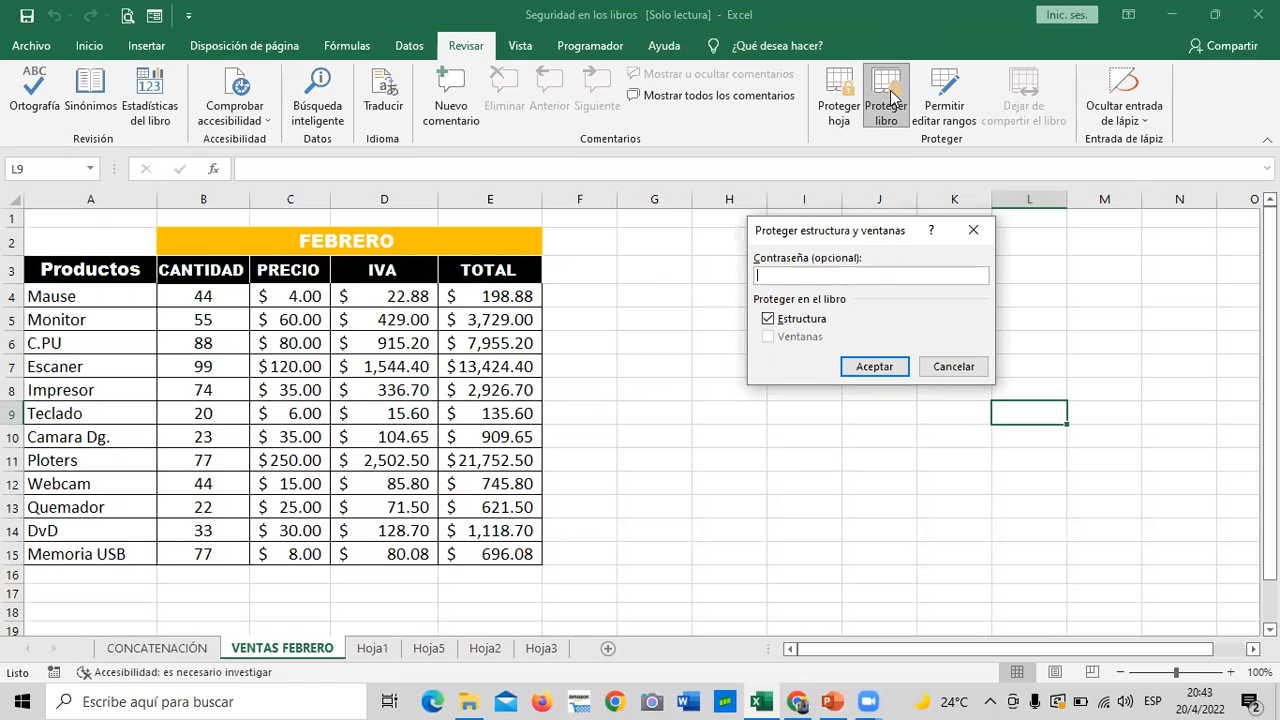 Seguridad en los libros [Solo lectura] - Excel
Inic. ses.
Archivo Inicio Insertar Disposición de página Fórmulas Datos Revisar Vista Programador Ayuda ¿Qué desea hacer? Compartir
ABC
123
Ortografía Sinónimos Estadísticas del libro
Comprobar accesibilidad
Búsqueda inteligente
Traducir
Nuevo comentario
Eliminar Anterior Siguiente
Mostrar u ocultar comentarios
Mostrar todos los comentarios
Proteger hoja
Proteger libro
Permitir editar rangos
Dejar de compartir el libro
Ocultar entrada de lápiz
Revisión Accesibilidad Datos Idioma Comentarios Proteger Entrada de lápiz
L9 fx
A B C D E F G H I J K L M N O
1
2 FEBRERO
3 Productos CANTIDAD PRECIO IVA TOTAL
4 Mause 44 $ 4.00 $ 22.88 $ 198.88
5 Monitor 55 $ 60.00 $ 429.00 $ 3,729.00
6 C.PU 88 $ 80.00 $ 915.20 $ 7,955.20
7 Escaner 99 $120.00 $ 1,544.40 $13,424.40
8 Impresor 74 $ 35.00 $ 336.70 $ 2,926.70
9 Teclado 20 $ 6.00 $ 15.60 $ 135.60
10 Camara Dg. 23 $ 35.00 $ 104.65 $ 909.65
11 Ploters 77 $250.00 $ 2,502.50 $21,752.50
12 Webcam 44 $ 15.00 $ 85.80 $ 745.80
13 Quemador 22 $ 25.00 $ 71.50 $ 621.50
14 DvD 33 $ 30.00 $ 128.70 $ 1,118.70
15 Memoria USB 77 $ 8.00 $ 80.08 $ 696.08
16
17
18
19
Proteger estructura y ventanas ?
Contraseña (opcional):
Proteger en el libro
Estructura
Ventanas
Aceptar Cancelar
CONCATENACIÓN VENTAS FEBRERO Hoja1 Hoja5 Hoja2 Hoja3
Listo Accesibilidad: es necesario investigar 100%
Escribe aquí para buscar
amazon
24°C
ESP
20:43
20/4/2022
2